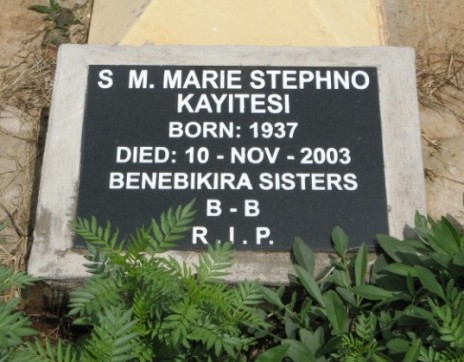 S M. MARIE STEPHNO
KAYITESI
BORN: 1937
DIED: 10 - NOV - 2003
BENEBIKIRA SISTERS
B - B
R . I . P.